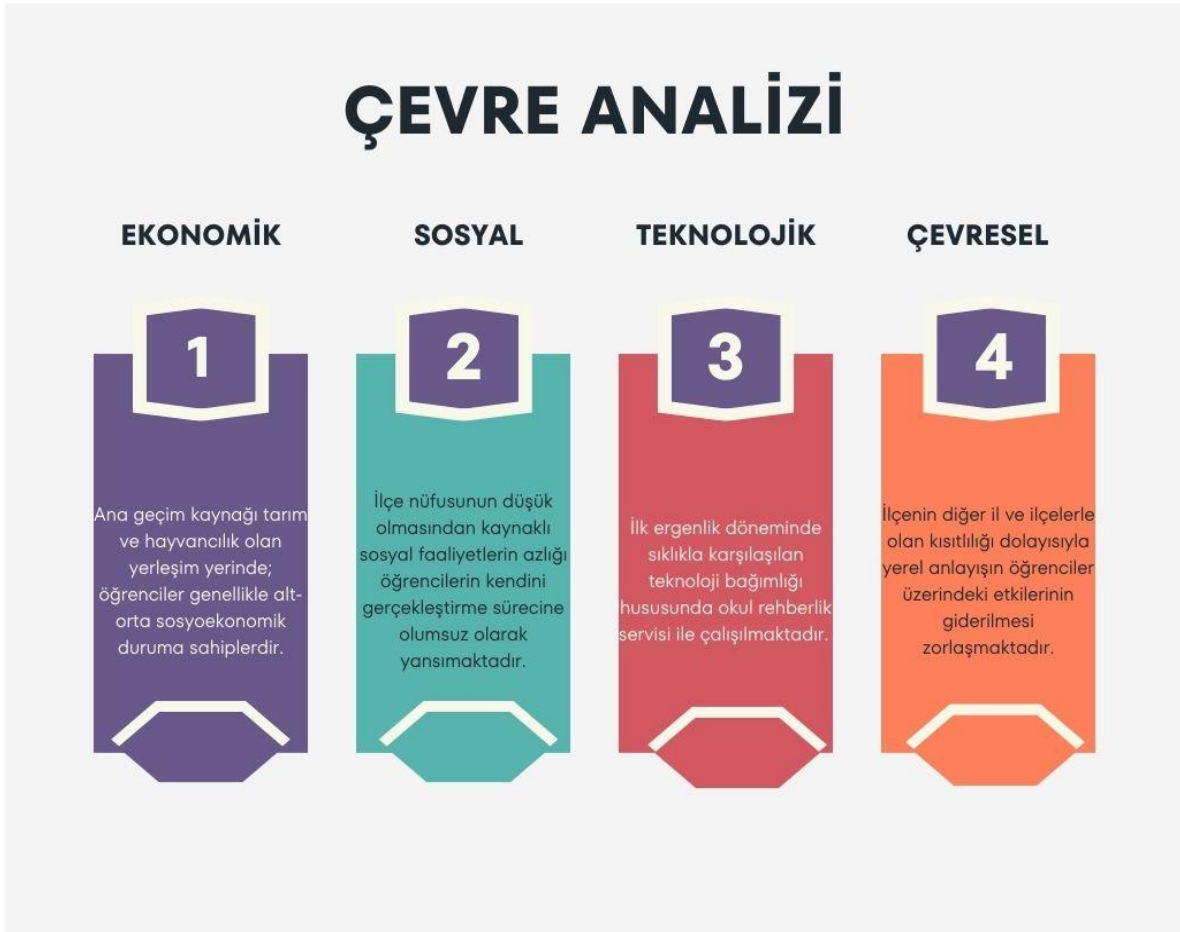 ÇEVRE ANALİZİ
EKONOMİK
1
Ana geçim kaynağı tarım
ve hayvancılık olan
yerleşim yerinde;
öğrenciler genellikle alt-
orta sosyoekonomik
duruma sahiplerdir.
SOSYAL
2
İlçe nüfusunun düşük
olmasından kaynaklı
sosyal faaliyetlerin azlığı
öğrencilerin kendini
gerçekleştirme sürecine
olumsuz olarak
yansımaktadır.
TEKNOLOJİK
3
İlk ergenlik döneminde
sıklıkla karşılaşılan
teknoloji bağımlığı
hususunda okul rehberlik
servisi ile çalışılmaktadır.
ÇEVRESEL
4
İlçenin diğer il ve ilçelerle
olan kısıtlılığı dolayısıyla
yerel anlayışın öğrenciler
üzerindeki etkilerinin
giderilmesi
zorlaşmaktadır.